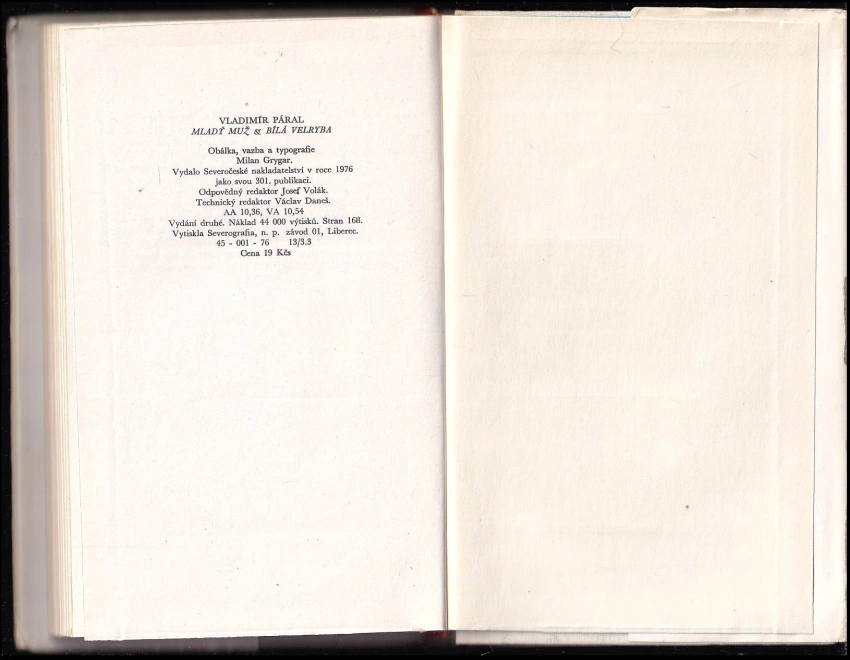 VLADIMÍR PÁRAL
MLADÝ MUŽ & BÍLÁ VELRYBA
Obálka, vazba a typografie
Milan Grygar.
Vydalo Severočeské nakladatelství v roce 1976
jako svou 301. publikaci.
Odpovědný redaktor Josef Volák.
Technický redaktor Václav Daneš.
AA 10,36, VA 10,54
Vydání druhé. Náklad 44 000 výtisků. Stran 168.
Vytiskla Severografia, n. p. závod 01, Liberec.
45 - 001 - 76 13/3.3
Cena 19 Kčs